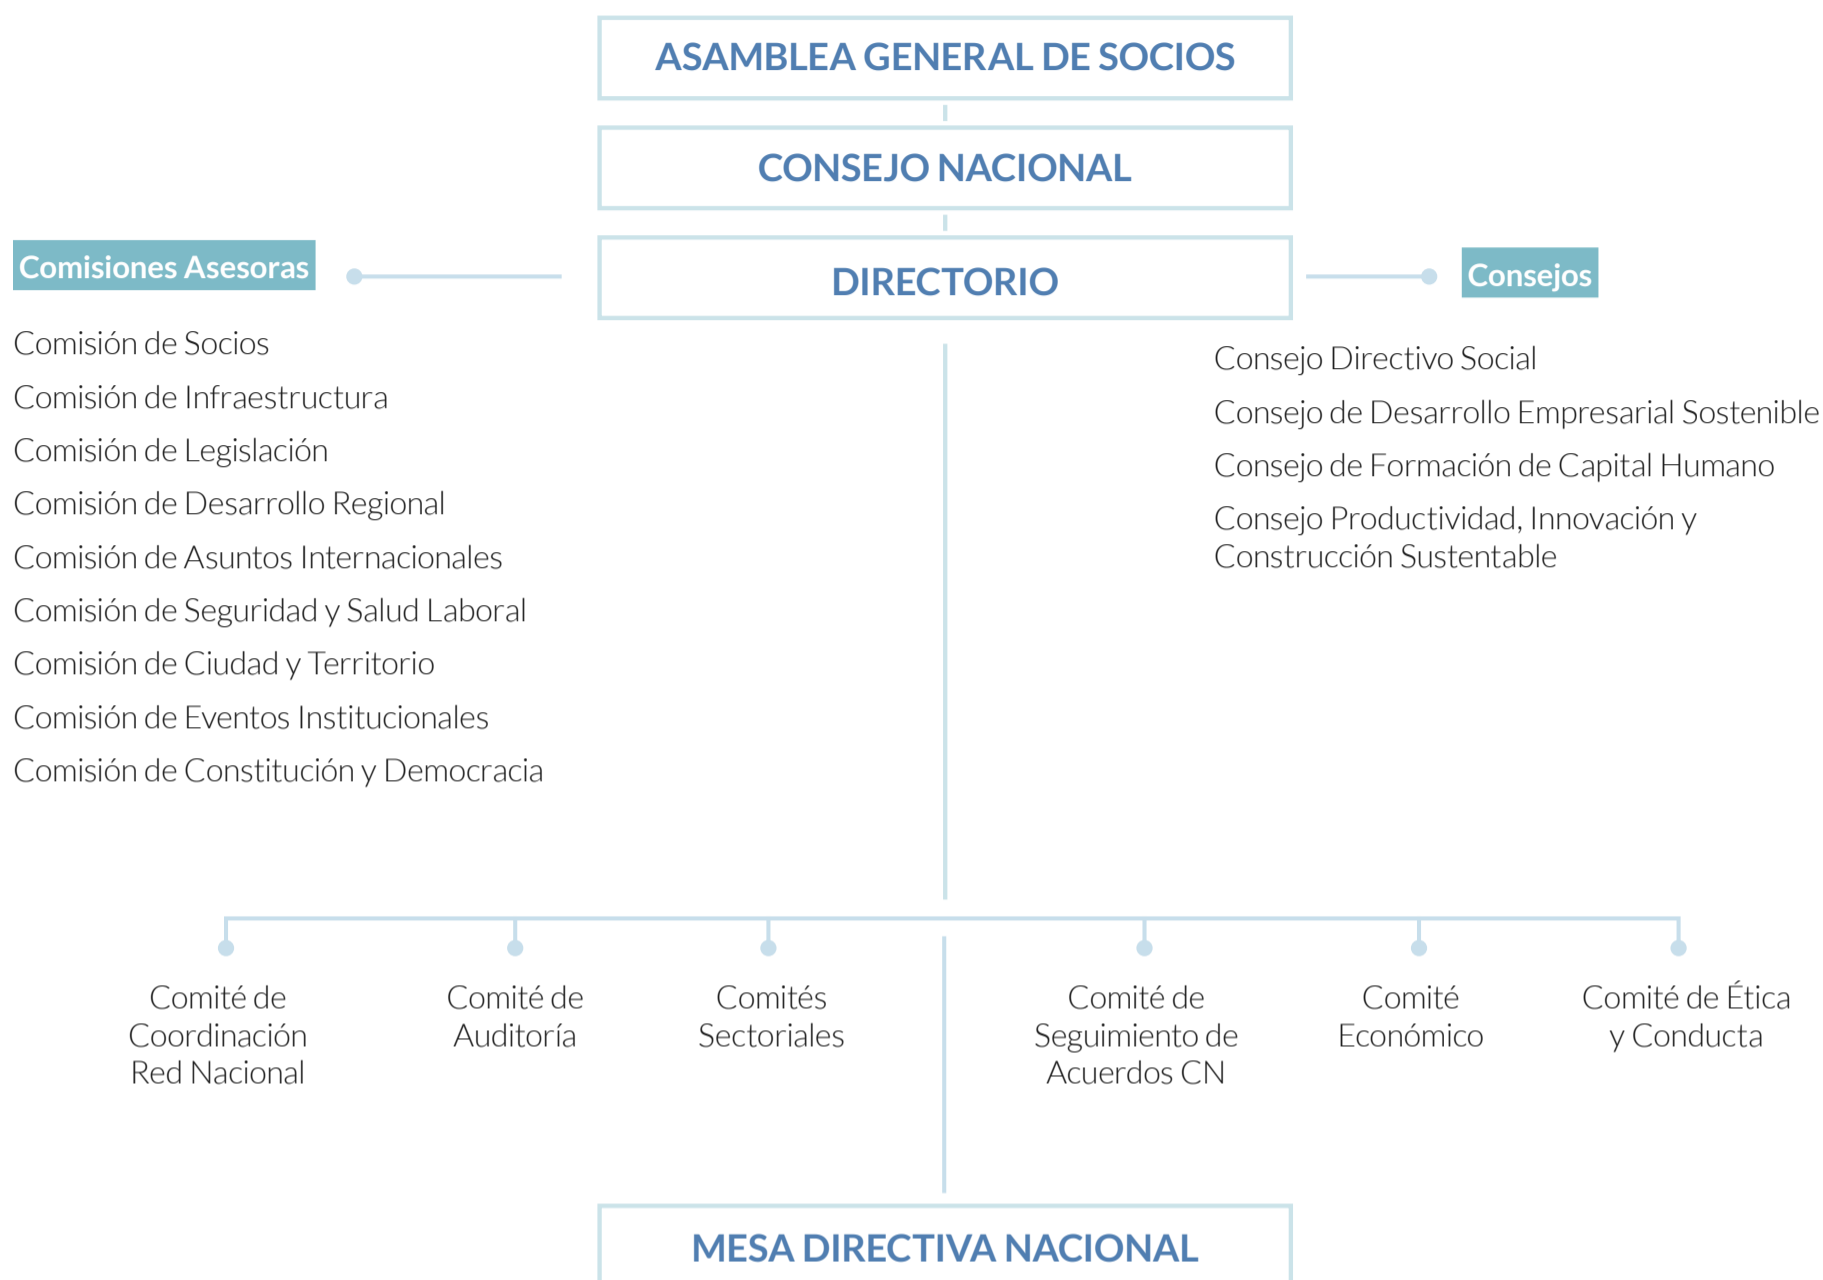 ASAMBLEA GENERAL DE SOCIOS
CONSEJO NACIONAL
DIRECTORIO
Comisiones Asesoras
Comisión de Socios
Comisión de Infraestructura
Comisión de Legislación
Comisión de Desarrollo Regional
Comisión de Asuntos Internacionales
Comisión de Seguridad y Salud Laboral
Comisión de Ciudad y Territorio
Comisión de Eventos Institucionales
Comisión de Constitución y Democracia
Consejos
Consejo Directivo Social
Consejo de Desarrollo Empresarial Sostenible
Consejo de Formación de Capital Humano
Consejo Productividad, Innovación y
Construcción Sustentable
Comité de
Coordinación
Red Nacional
Comité de
Auditoría
Comités
Sectoriales
Comité de
Seguimiento de
Acuerdos CN
Comité
Económico
Comité de Ética
y Conducta
MESA DIRECTIVA NACIONAL